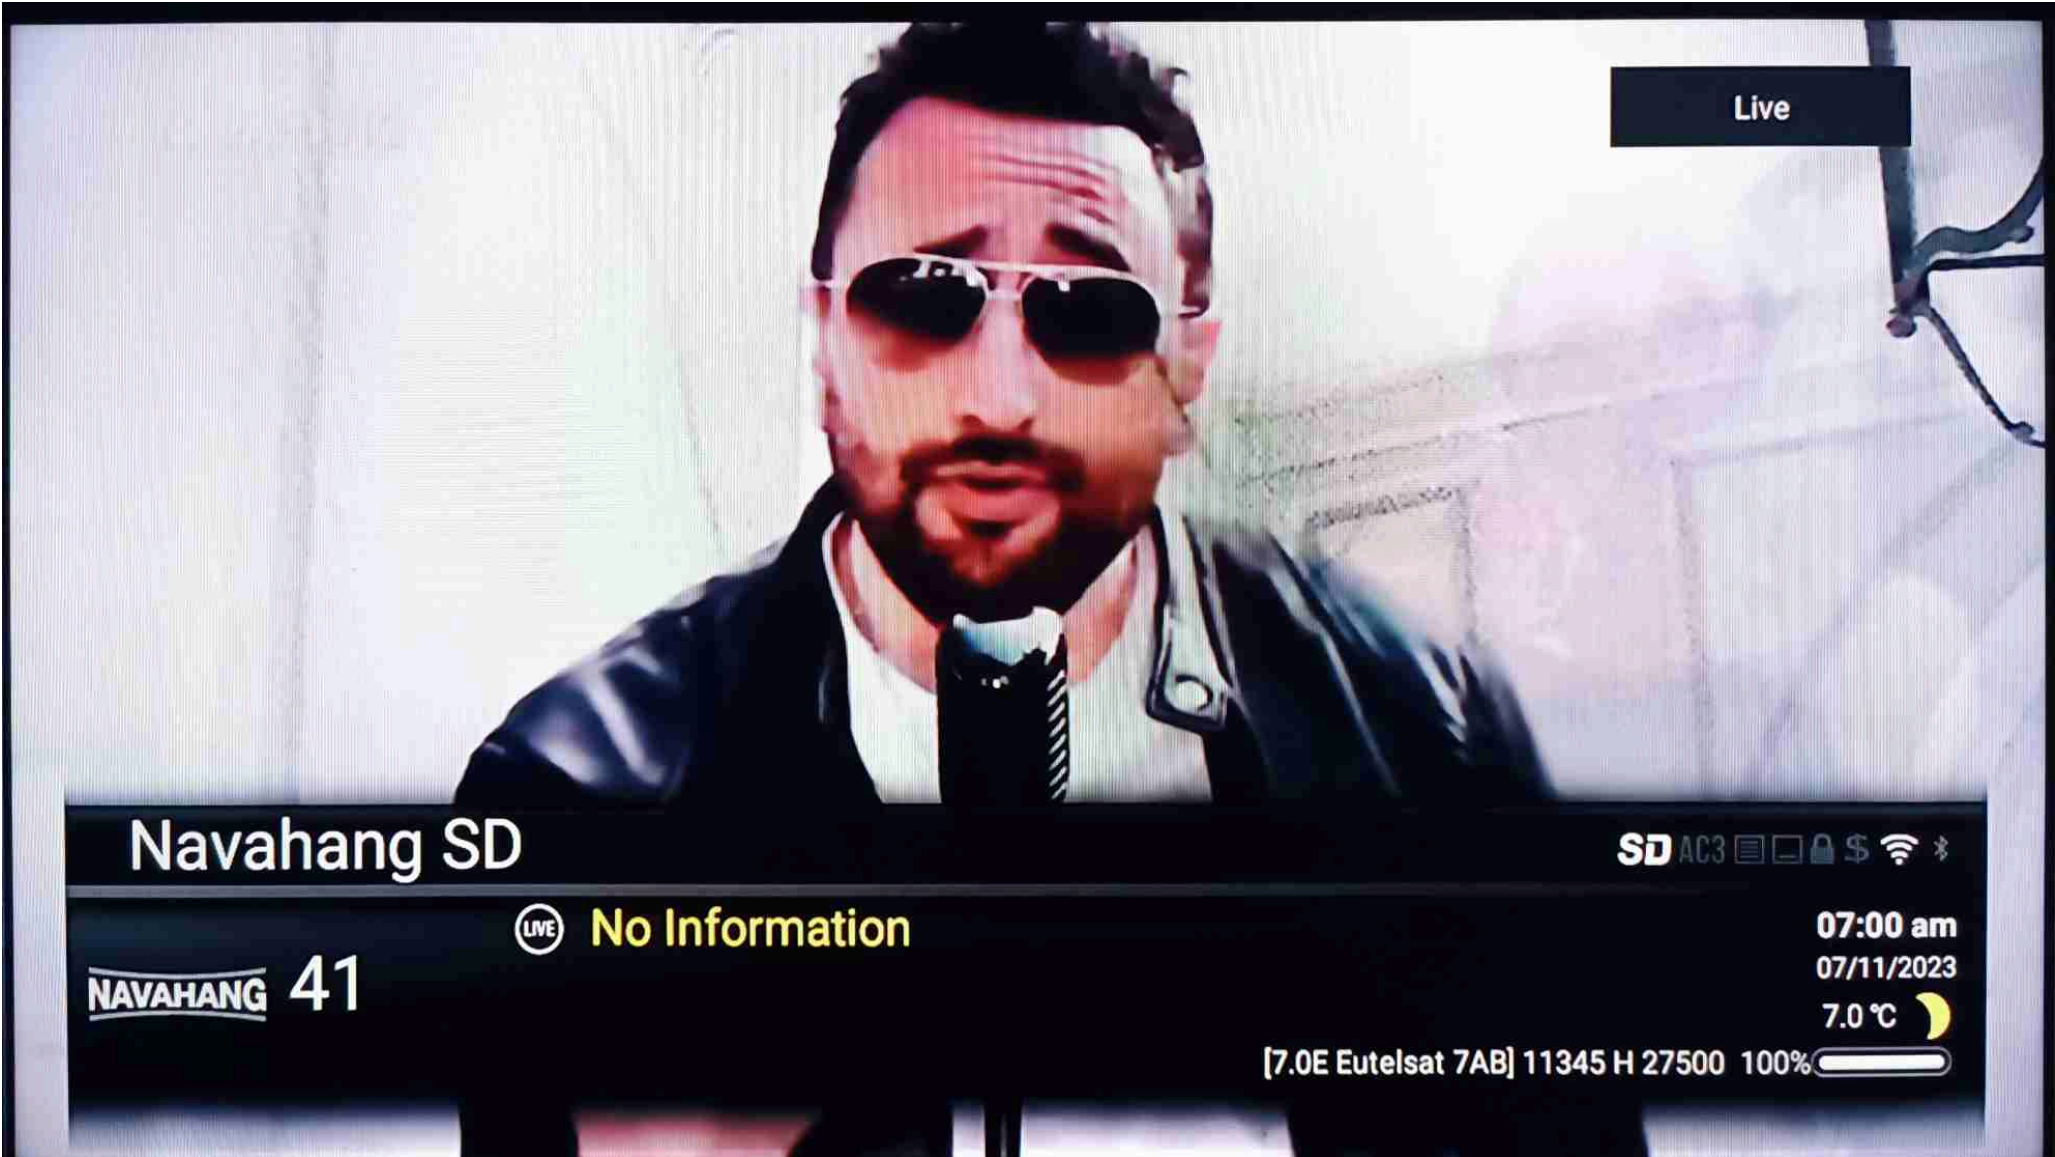 Live
Navahang SD
SD AC3 $
LIVE No Information
07:00 am
NAVAHANG 41
07/11/2023
7.0 °C
[7.0E Eutelsat 7AB] 11345 H 27500 100%